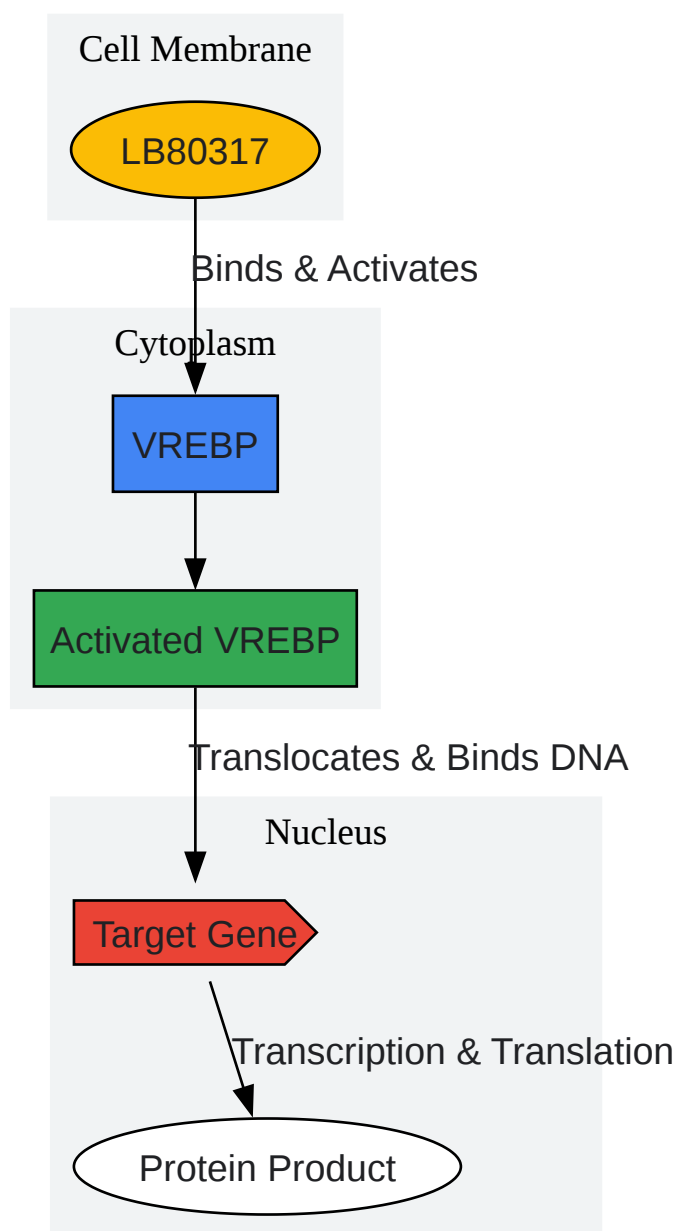 Cell Membrane
LB80317
Binds & Activates
Cytoplasm
VREBP
Activated VREBP
Translocates & Binds DNA
Nucleus
Target Gene
Transcription & Translation
Protein Product